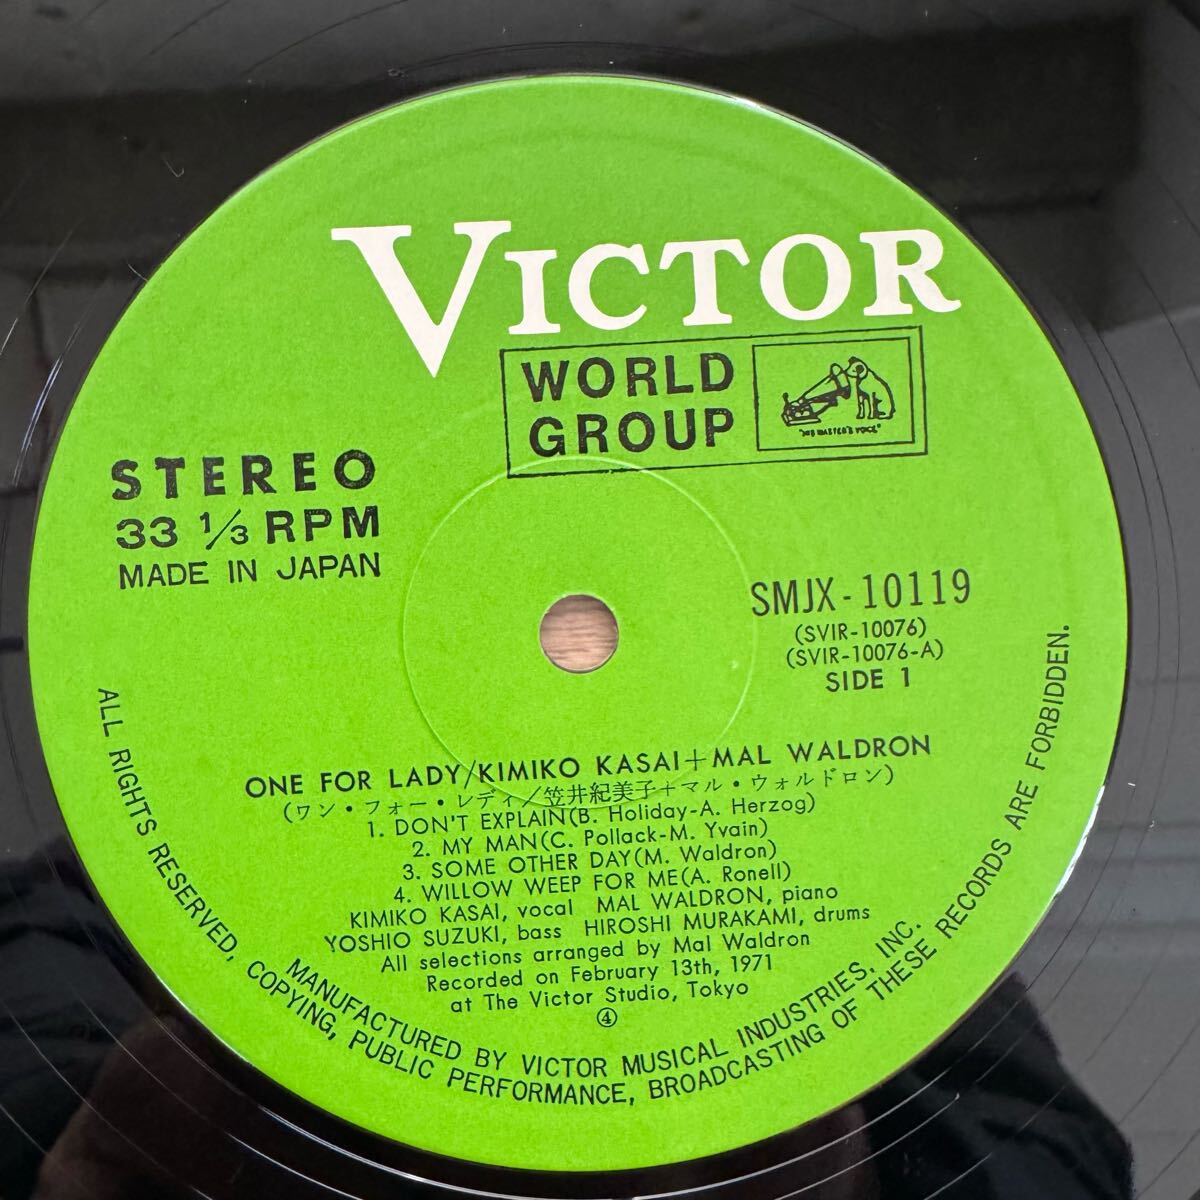 VICTOR
WORLD
GROUP
"HIS MASTER'S VOICE"
STEREO
33 1/3 RPM
MADE IN JAPAN
SMJX-10119
(SVIR-10076)
(SVIR-10076-A)
SIDE 1
ONE FOR LADY/KIMIKO KASAI+MAL WALDRON
(ワン・フォー・レディ/笠井紀美子+マル・ウォルドロン)
1. DON'T EXPLAIN(B. Holiday-A. Herzog)
2. MY MAN(C. Pollack-M. Yvain)
3. SOME OTHER DAY(M. Waldron)
4. WILLOW WEEP FOR ME(A. Ronell)
KIMIKO KASAI, vocal MAL WALDRON, piano
YOSHIO SUZUKI, bass HIROSHI MURAKAMI, drums
All selections arranged by Mal Waldron
Recorded on February 13th, 1971
at The Victor Studio, Tokyo
④
MANUFACTURED BY VICTOR MUSICAL INDUSTRIES, INC.
ALL RIGHTS RESERVED, COPYING, PUBLIC PERFORMANCE, BROADCASTING OF THESE RECORDS ARE FORBIDDEN.